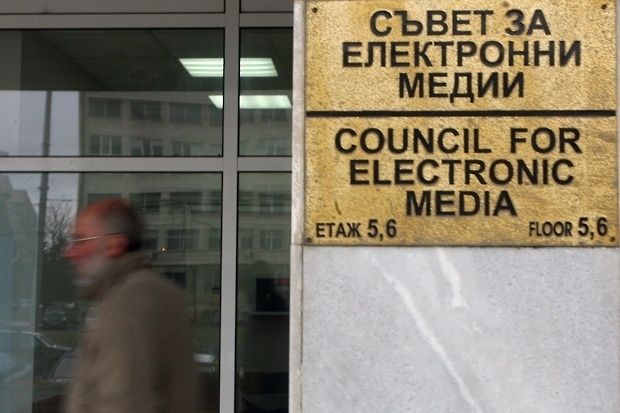 СЪВЕТ ЗА
ЕЛЕКТРОННИ
МЕДИИ
COUNCIL FOR
ELECTRONIC
MEDIA
ЕТАЖ 5,6 FLOOR 5,6